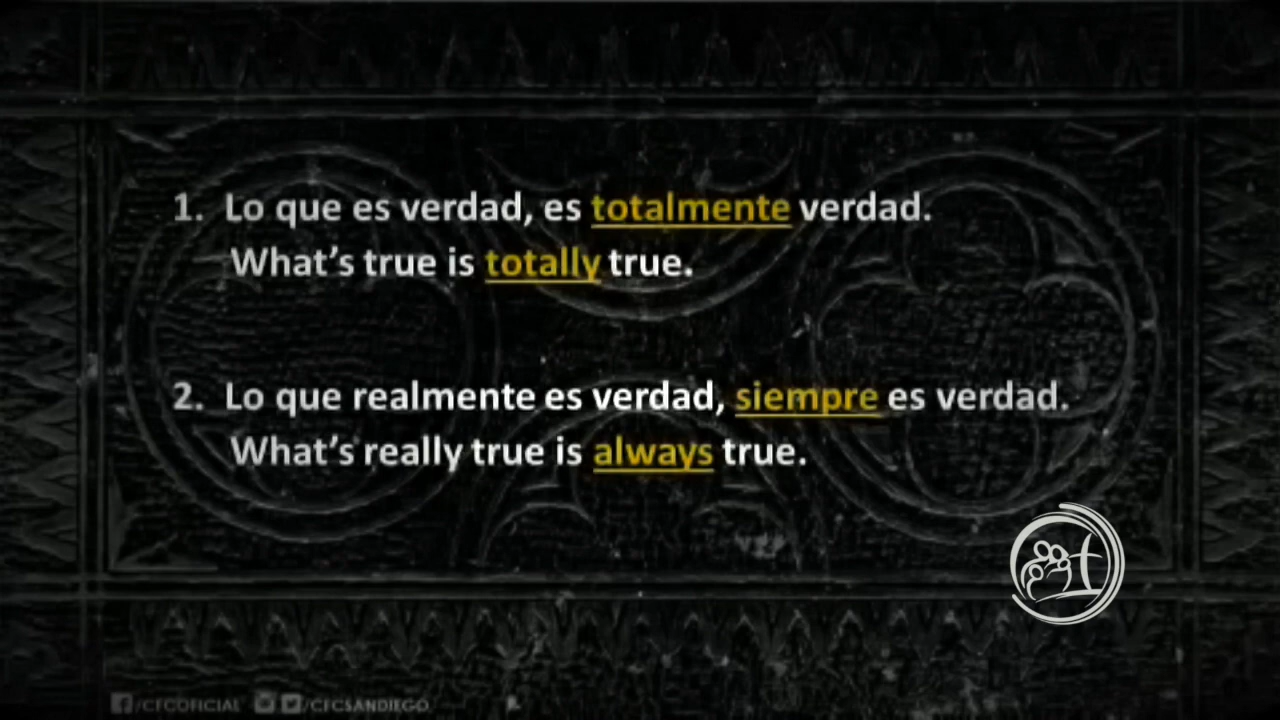 1. Lo que es verdad, es totalmente verdad.
What's true is totally true.
2. Lo que realmente es verdad, siempre es verdad.
What's really true is always true.
/CFCOFICIAL /CFCSANDIEGO